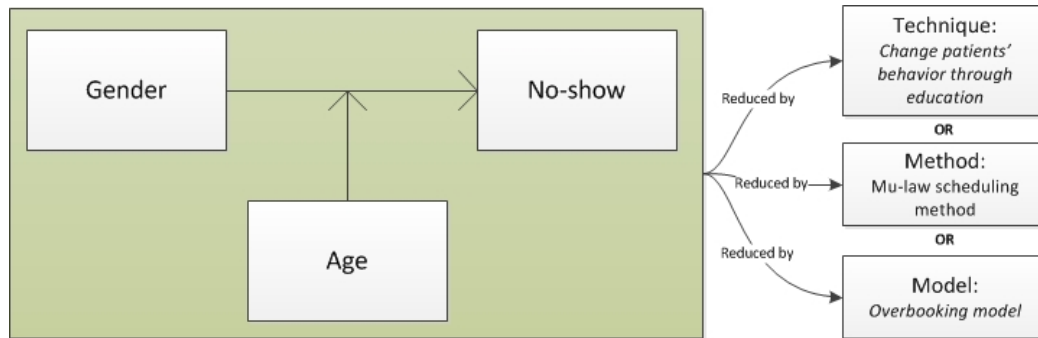 Gender
No-show
Age
Reduced by
Reduced by
Reduced by
Technique:
Change patients'
behavior through
education
OR
Method:
Mu-law scheduling
method
OR
Model:
Overbooking model